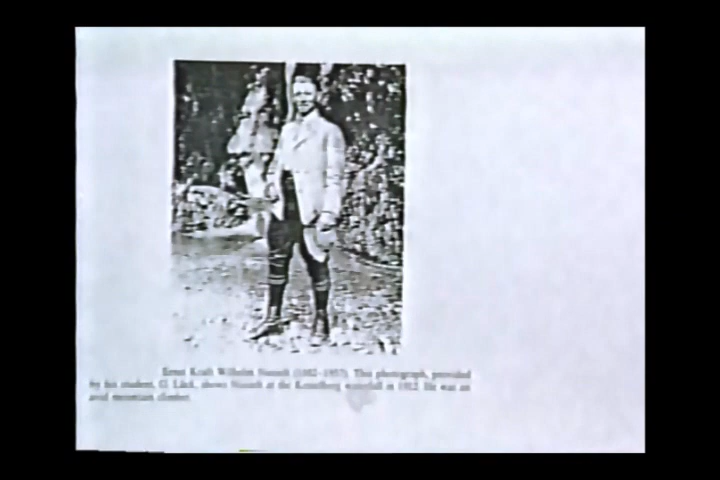 Ernst Kraft Wilhelm Nusselt (1882–1957). This photograph, provided
by his student, G. Lück, shows Nusselt at the Kesselberg waterfall in 1912. He was an
avid mountain climber.